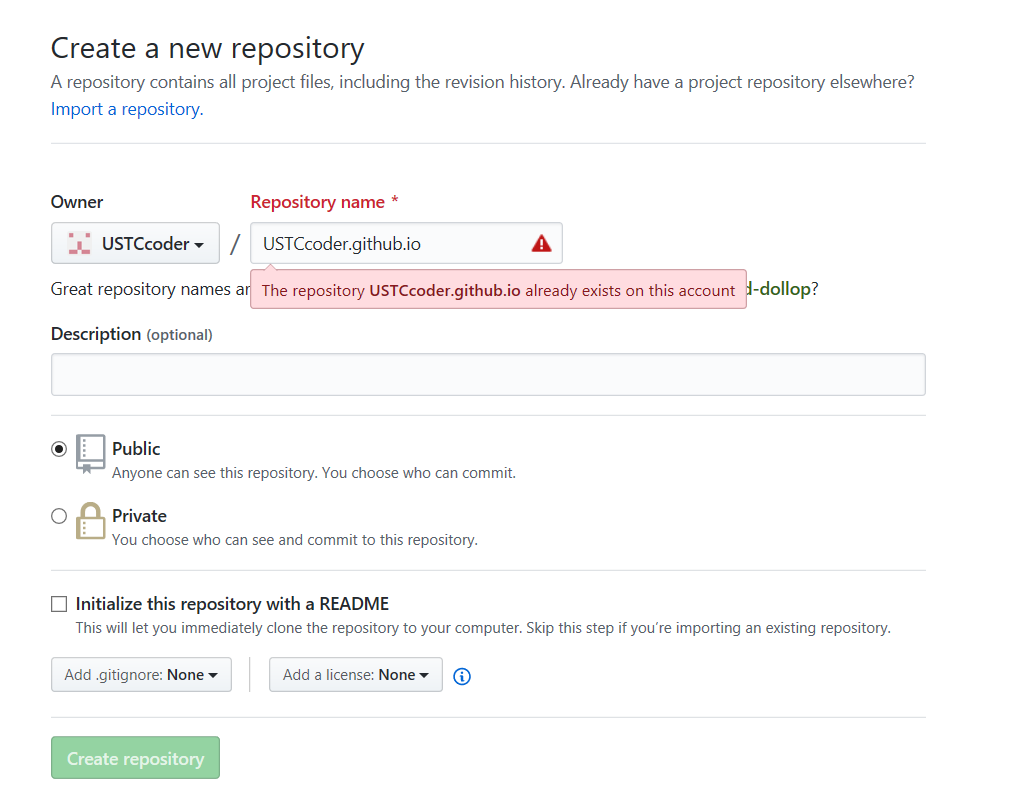 Create a new repository
A repository contains all project files, including the revision history. Already have a project repository elsewhere?
Import a repository.
Owner
Repository name *
USTCcoder / USTCcoder.github.io
Great repository names
The repository USTCcoder.github.io already exists on this account
-dollop?
Description (optional)
Public
Anyone can see this repository. You choose who can commit.
Private
You choose who can see and commit to this repository.
Initialize this repository with a README
This will let you immediately clone the repository to your computer. Skip this step if you’re importing an existing repository.
Add .gitignore: None
Add a license: None
Create repository